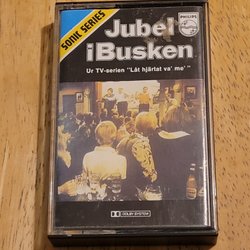 SONIC SERIES
Jubel
i Busken
PHILIPS
Ur TV-serien "Låt hjärtat va' me'"
DOLBY SYSTEM